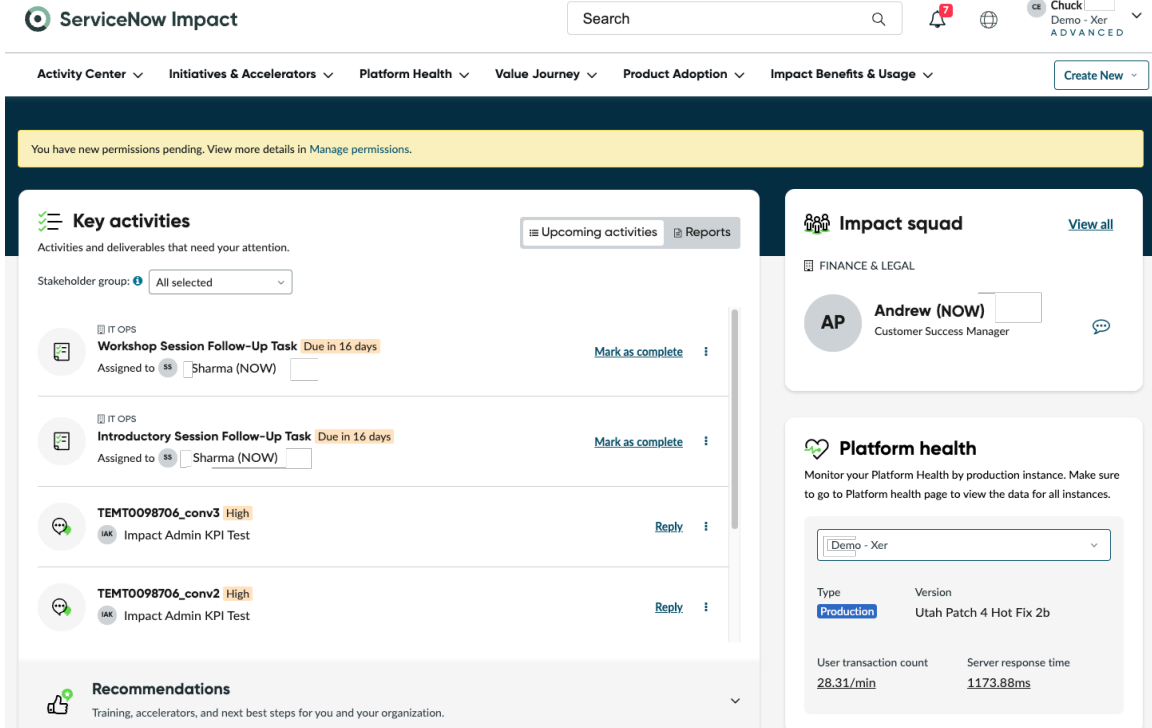 ServiceNow Impact
Search
7
CE
Chuck
Demo - Xer
ADVANCED
Activity Center
Initiatives & Accelerators
Platform Health
Value Journey
Product Adoption
Impact Benefits & Usage
Create New
You have new permissions pending. View more details in Manage permissions.
Key activities
Activities and deliverables that need your attention.
Upcoming activities
Reports
Stakeholder group:
All selected
IT OPS
Workshop Session Follow-Up Task Due in 16 days
Assigned to SS Sharma (NOW)
Mark as complete
IT OPS
Introductory Session Follow-Up Task Due in 16 days
Assigned to SS Sharma (NOW)
Mark as complete
TEMT0098706_conv3 High
IAK Impact Admin KPI Test
Reply
TEMT0098706_conv2 High
IAK Impact Admin KPI Test
Reply
Recommendations
Training, accelerators, and next best steps for you and your organization.
Impact squad
View all
FINANCE & LEGAL
AP
Andrew (NOW)
Customer Success Manager
Platform health
Monitor your Platform Health by production instance. Make sure
to go to Platform health page to view the data for all instances.
Demo - Xer
Type
Version
Production
Utah Patch 4 Hot Fix 2b
User transaction count
Server response time
28.31/min
1173.88ms